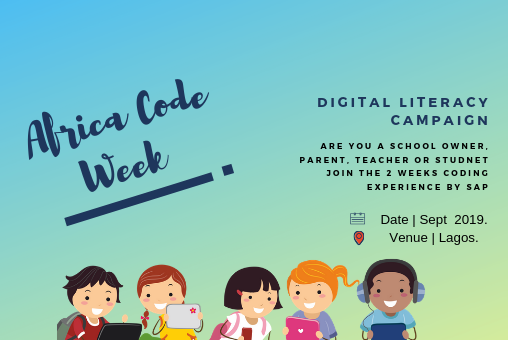 Africa Code
Week
DIGITAL LITERACY
CAMPAIGN
ARE YOU A SCHOOL OWNER,
PARENT, TEACHER OR STUDNET
JOIN THE 2 WEEKS CODING
EXPERIENCE BY SAP
Date | Sept 2019.
Venue | Lagos.